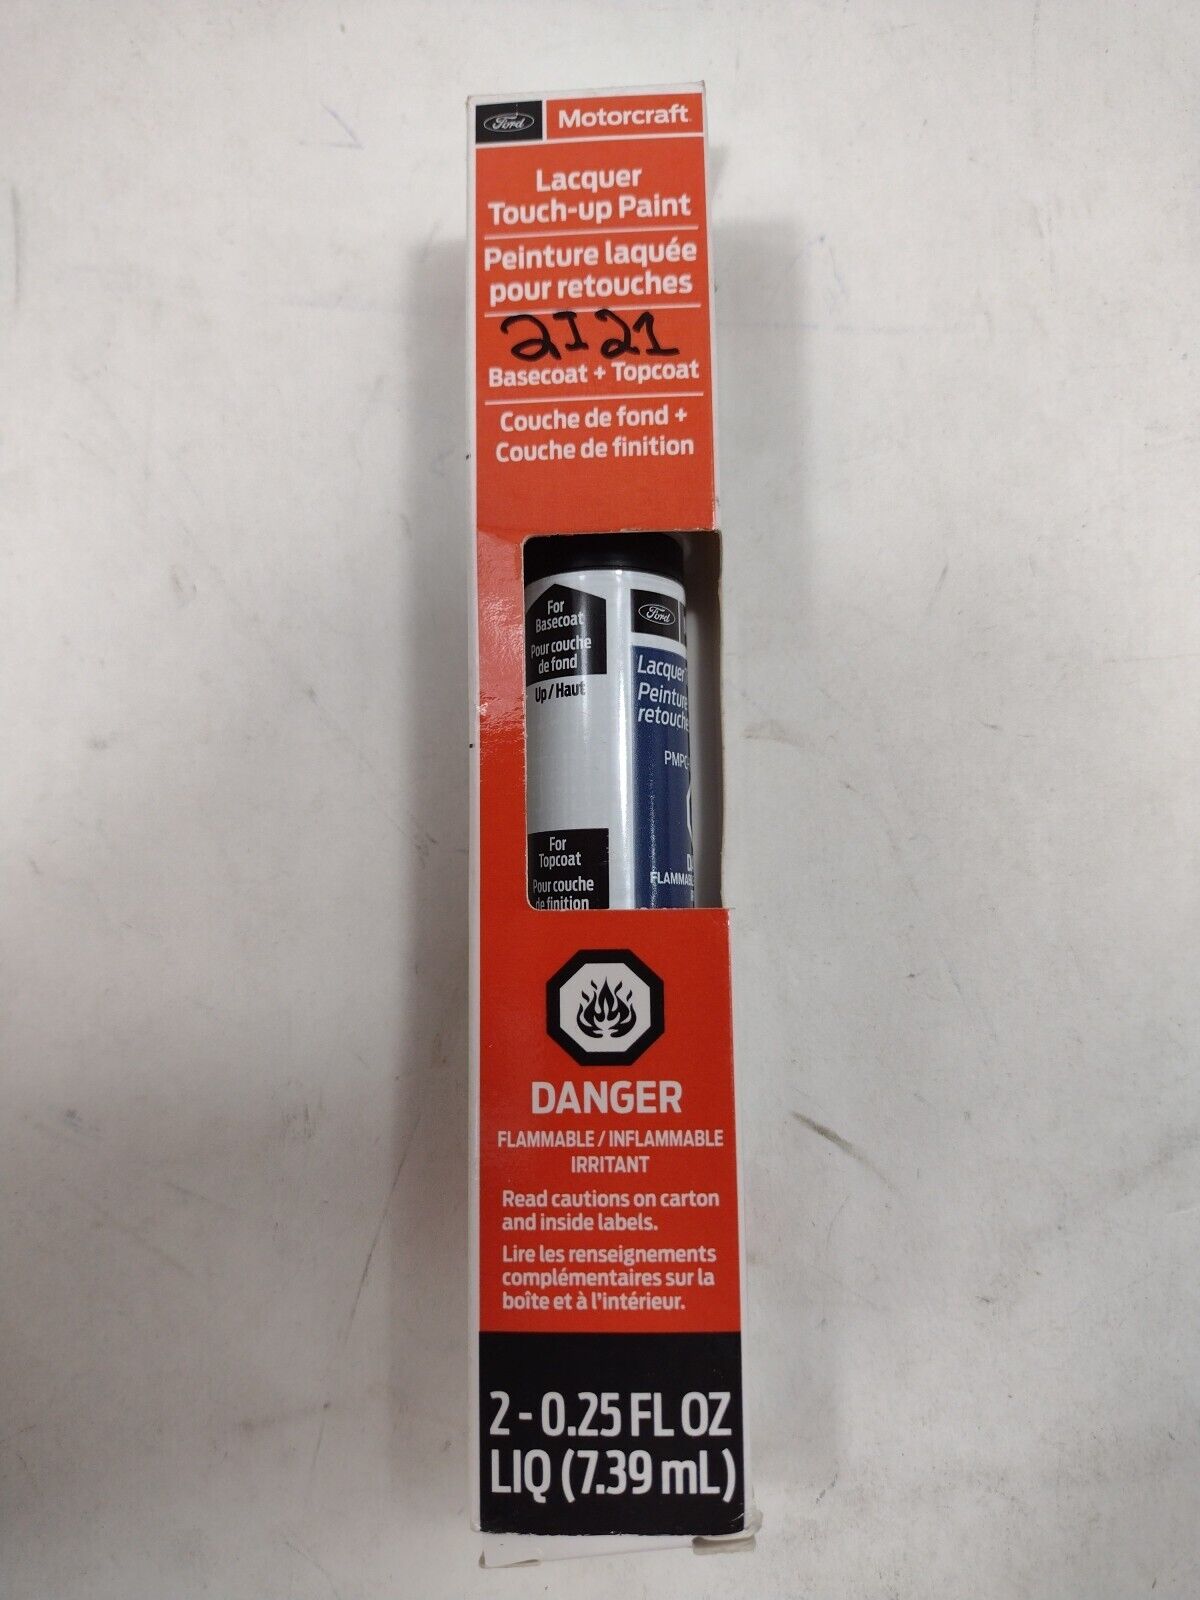 Ford Motorcraft
Lacquer
Touch-up Paint
Peinture laquée
pour retouches
2I21
Basecoat + Topcoat
Couche de fond +
Couche de finition
For
Basecoat
Pour couche
de fond
Up / Haut
For
Topcoat
Pour couche
de finition
Ford
Lacquer
Peinture
retouche
PMPC-
FLAMMABL
DANGER
FLAMMABLE / INFLAMMABLE
IRRITANT
Read cautions on carton
and inside labels.
Lire les renseignements
complémentaires sur la
boîte et à l'intérieur.
2 - 0.25 FL OZ
LIQ (7.39 mL)